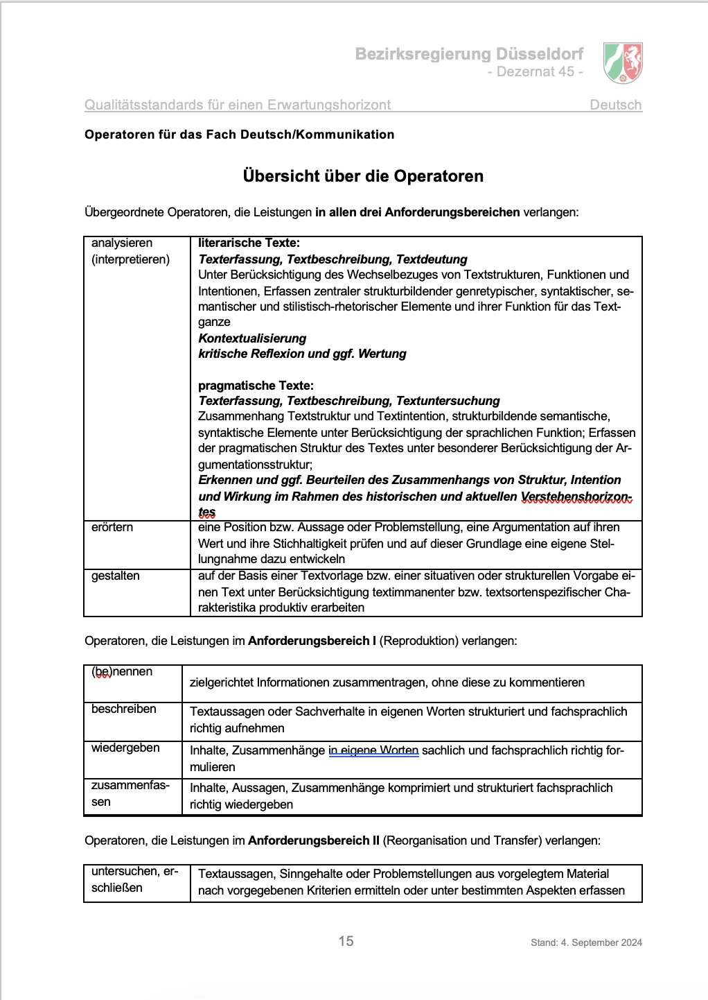 Bezirksregierung Düsseldorf
- Dezernat 45 -
Qualitätsstandards für einen Erwartungshorizont Deutsch
Operatoren für das Fach Deutsch/Kommunikation
Übersicht über die Operatoren
Übergeordnete Operatoren, die Leistungen in allen drei Anforderungsbereichen verlangen:
analysieren
(interpretieren)
literarische Texte:
Texterfassung, Textbeschreibung, Textdeutung
Unter Berücksichtigung des Wechselbezuges von Textstrukturen, Funktionen und
Intentionen, Erfassen zentraler strukturbildender genretypischer, syntaktischer, se-
mantischer und stilistisch-rhetorischer Elemente und ihrer Funktion für das Text-
ganze
Kontextualisierung
kritische Reflexion und ggf. Wertung
pragmatische Texte:
Texterfassung, Textbeschreibung, Textuntersuchung
Zusammenhang Textstruktur und Textintention, strukturbildende semantische,
syntaktische Elemente unter Berücksichtigung der sprachlichen Funktion; Erfassen
der pragmatischen Struktur des Textes unter besonderer Berücksichtigung der Ar-
gumentationsstruktur;
Erkennen und ggf. Beurteilen des Zusammenhangs von Struktur, Intention
und Wirkung im Rahmen des historischen und aktuellen Verstehenshorizon-
tes
erörtern
eine Position bzw. Aussage oder Problemstellung, eine Argumentation auf ihren
Wert und ihre Stichhaltigkeit prüfen und auf dieser Grundlage eine eigene Stel-
lungnahme dazu entwickeln
gestalten
auf der Basis einer Textvorlage bzw. einer situativen oder strukturellen Vorgabe ei-
nen Text unter Berücksichtigung textimmanenter bzw. textsortenspezifischer Cha-
rakteristika produktiv erarbeiten
Operatoren, die Leistungen im Anforderungsbereich I (Reproduktion) verlangen:
(be)nennen
zielgerichtet Informationen zusammentragen, ohne diese zu kommentieren
beschreiben
Textaussagen oder Sachverhalte in eigenen Worten strukturiert und fachsprachlich
richtig aufnehmen
wiedergeben
Inhalte, Zusammenhänge in eigene Worten sachlich und fachsprachlich richtig for-
mulieren
zusammenfas-
sen
Inhalte, Aussagen, Zusammenhänge komprimiert und strukturiert fachsprachlich
richtig wiedergeben
Operatoren, die Leistungen im Anforderungsbereich II (Reorganisation und Transfer) verlangen:
untersuchen, er-
schließen
Textaussagen, Sinngehalte oder Problemstellungen aus vorgelegtem Material
nach vorgegebenen Kriterien ermitteln oder unter bestimmten Aspekten erfassen
15
Stand: 4. September 2024